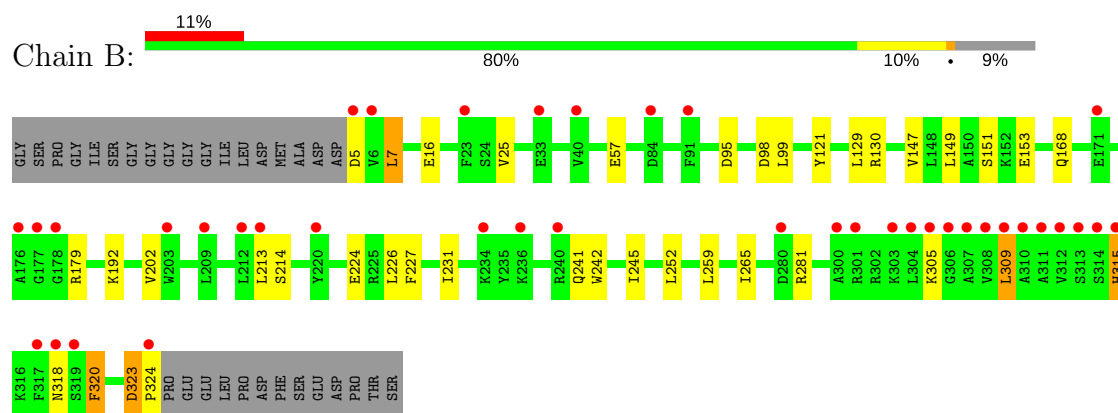 11%
Chain B:
80% 10% • 9%
GLY SER PRO GLY ILE SER GLY GLY GLY GLY GLY ILE LEU ASP MET ALA ASP ASP D5 V6 L7 E16 F23 S24 V25 E33 V40 E57 D84 F91 D95 D98 L99 Y121 L129 R130 V147 L148 L149 A150 S151 K152 E153 Q168 E171
A176 G177 G178 R179 K192 V202 W203 L209 L212 L213 S214 Y220 E224 R225 L226 F227 I231 K234 Y235 K236 R240 Q241 W242 I245 L252 L259 I265 D280 R281 A300 R301 R302 K303 L304 K305 G306 A307 V308 L309 A310 A311 V312 S313 S314 H315
K316 F317 N318 S319 F320 D323 P324 PRO GLU GLU LEU PRO ASP PHE SER GLU ASP PRO THR SER